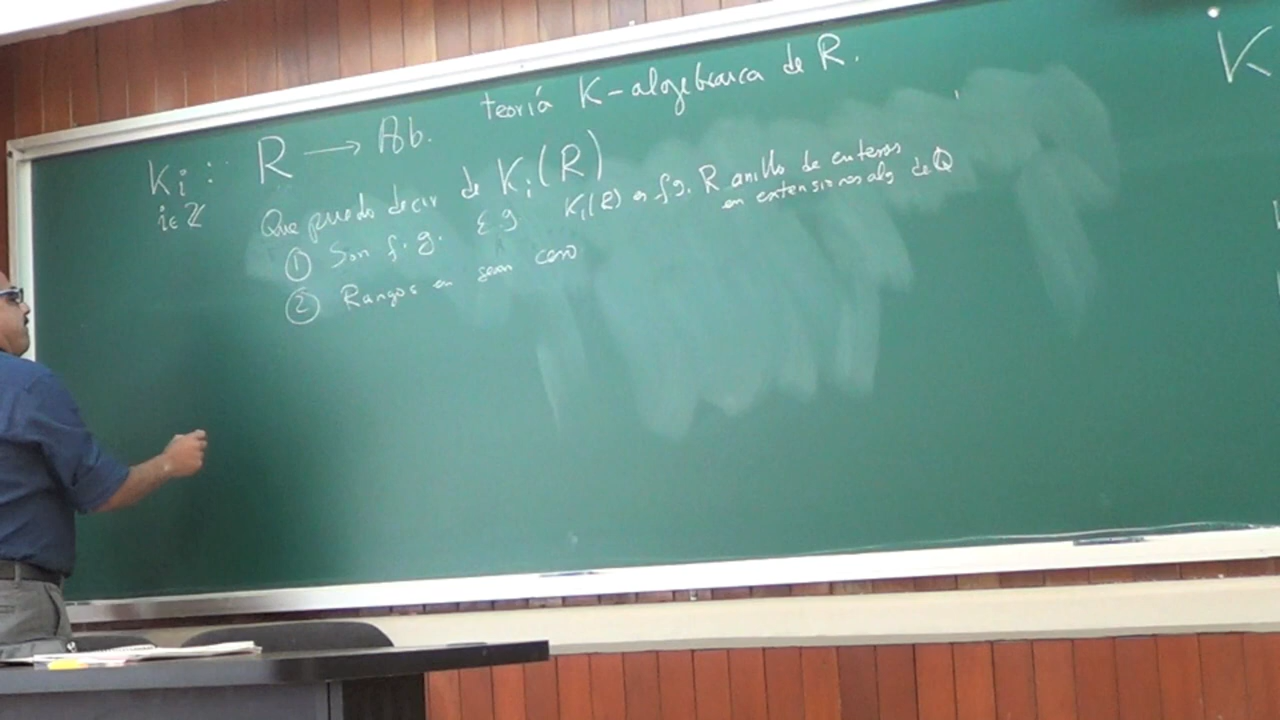 teoría K-algebraica de R.
Ki : R → Ab.
i∈ℤ
Que puedo decir de Ki(R)
① Son f.g. E.g Ki(R) es f.g. R anillo de enteros
en extensiones alg de Q
② Rangos en sean cero
K